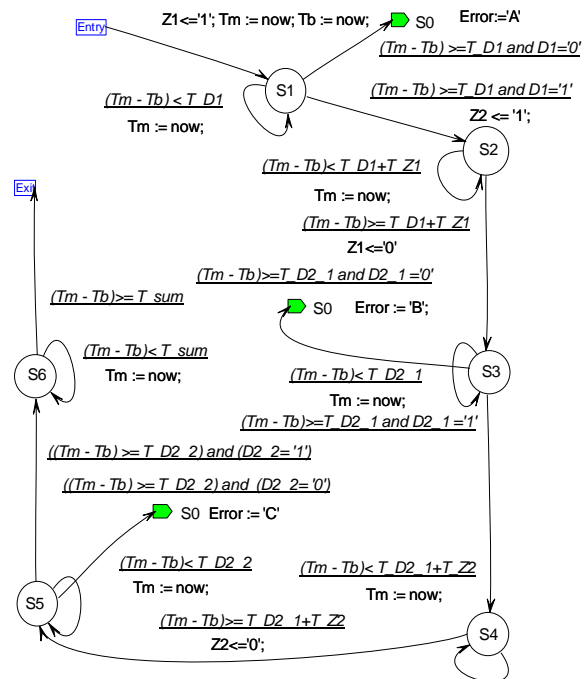 Entry
Z1<='1'; Tm := now; Tb := now;
S0 Error:='A'
(Tm - Tb) >=T_D1 and D1='0'
S1
(Tm - Tb) < T_D1
Tm := now;
(Tm - Tb) >=T_D1 and D1='1'
Z2 <= '1';
S2
(Tm - Tb)< T_D1+T_Z1
Tm := now;
(Tm - Tb)>= T_D1+T_Z1
Z1<='0'
Exit
(Tm - Tb)>=T_D2_1 and D2_1 ='0'
S0 Error := 'B';
(Tm - Tb)>= T_sum
(Tm - Tb)< T_sum
Tm := now;
S6
S3
(Tm - Tb)< T_D2_1
Tm := now;
(Tm - Tb)>=T_D2_1 and D2_1 ='1'
((Tm - Tb) >= T_D2_2) and (D2_2= '1')
((Tm - Tb) >= T_D2_2) and (D2_2= '0')
S0 Error := 'C'
(Tm - Tb)< T_D2_2
Tm := now;
(Tm - Tb)< T_D2_1+T_Z2
Tm := now;
S5
(Tm - Tb)>= T_D2_1+T_Z2
Z2<='0';
S4